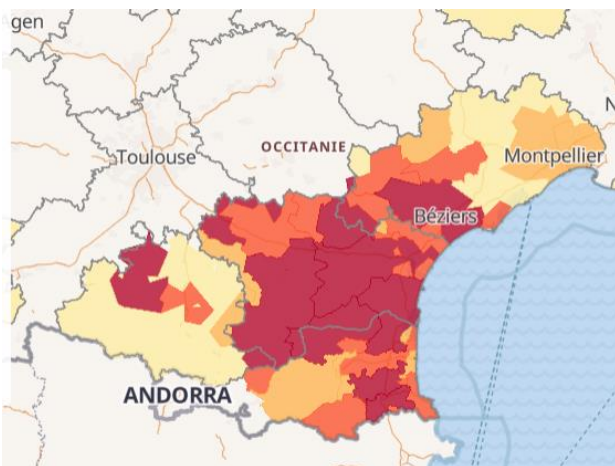 gen
N
OCCITANIE
Toulouse
Montpellier
Béziers
ANDORRA